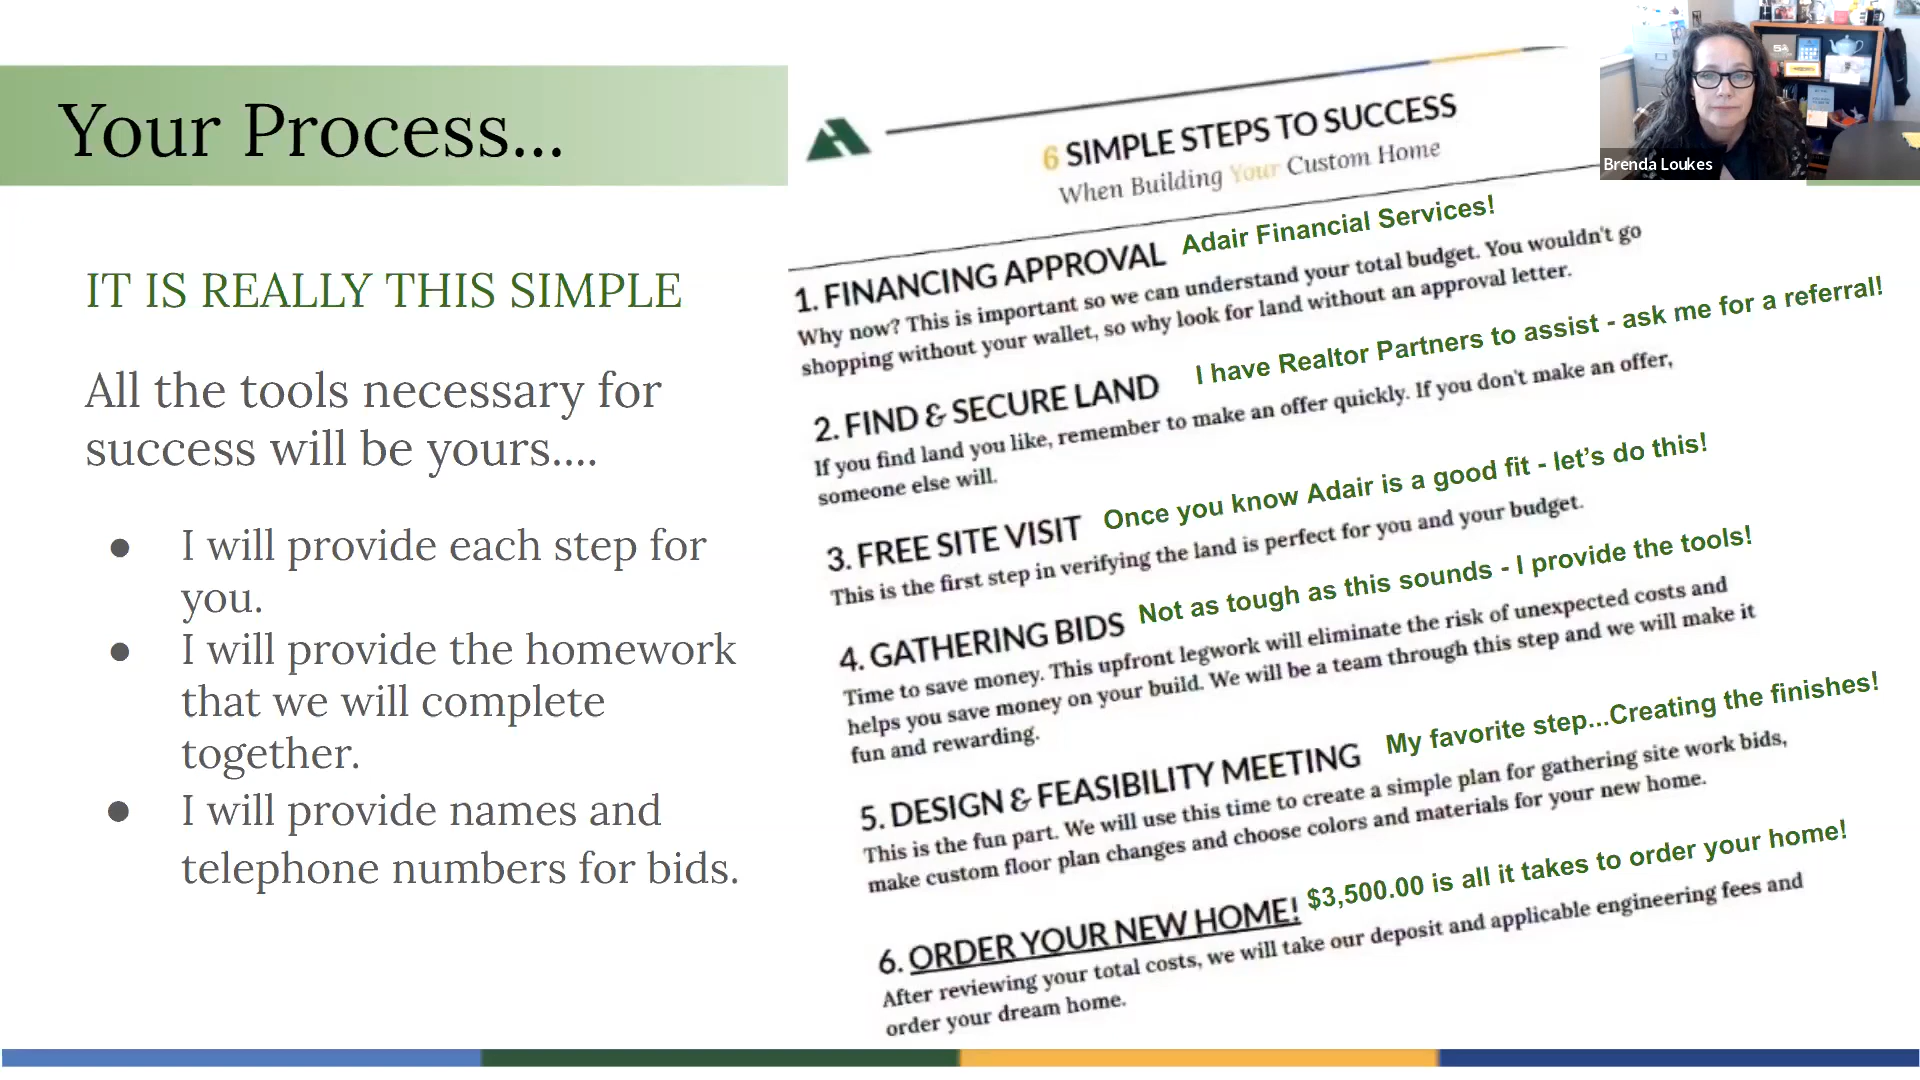 Your Process...
IT IS REALLY THIS SIMPLE
All the tools necessary for
success will be yours....
● I will provide each step for
you.
● I will provide the homework
that we will complete
together.
● I will provide names and
telephone numbers for bids.
6 SIMPLE STEPS TO SUCCESS
When Building Your Custom Home
1. FINANCING APPROVAL Adair Financial Services!
Why now? This is important so we can understand your total budget. You wouldn't go
shopping without your wallet, so why look for land without an approval letter.
2. FIND & SECURE LAND I have Realtor Partners to assist - ask me for a referral!
If you find land you like, remember to make an offer quickly. If you don't make an offer,
someone else will.
3. FREE SITE VISIT Once you know Adair is a good fit - let's do this!
This is the first step in verifying the land is perfect for you and your budget.
4. GATHERING BIDS Not as tough as this sounds - I provide the tools!
Time to save money. This upfront legwork will eliminate the risk of unexpected costs and
helps you save money on your build. We will be a team through this step and we will make it
fun and rewarding.
5. DESIGN & FEASIBILITY MEETING My favorite step...Creating the finishes!
This is the fun part. We will use this time to create a simple plan for gathering site work bids,
make custom floor plan changes and choose colors and materials for your new home.
6. ORDER YOUR NEW HOME! $3,500.00 is all it takes to order your home!
After reviewing your total costs, we will take our deposit and applicable engineering fees and
order your dream home.
Brenda Loukes